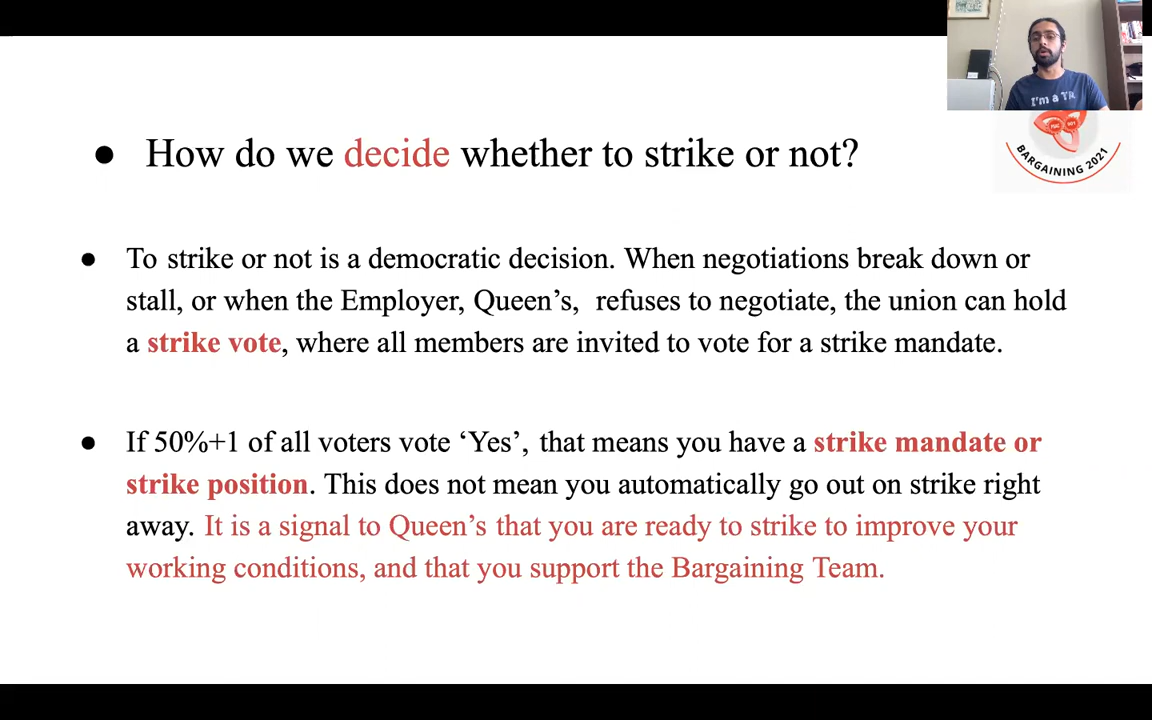 I'm a TA
BARGAINING 2021
● How do we decide whether to strike or not?
● To strike or not is a democratic decision. When negotiations break down or
stall, or when the Employer, Queen’s, refuses to negotiate, the union can hold
a strike vote, where all members are invited to vote for a strike mandate.
● If 50%+1 of all voters vote ‘Yes’, that means you have a strike mandate or
strike position. This does not mean you automatically go out on strike right
away. It is a signal to Queen’s that you are ready to strike to improve your
working conditions, and that you support the Bargaining Team.